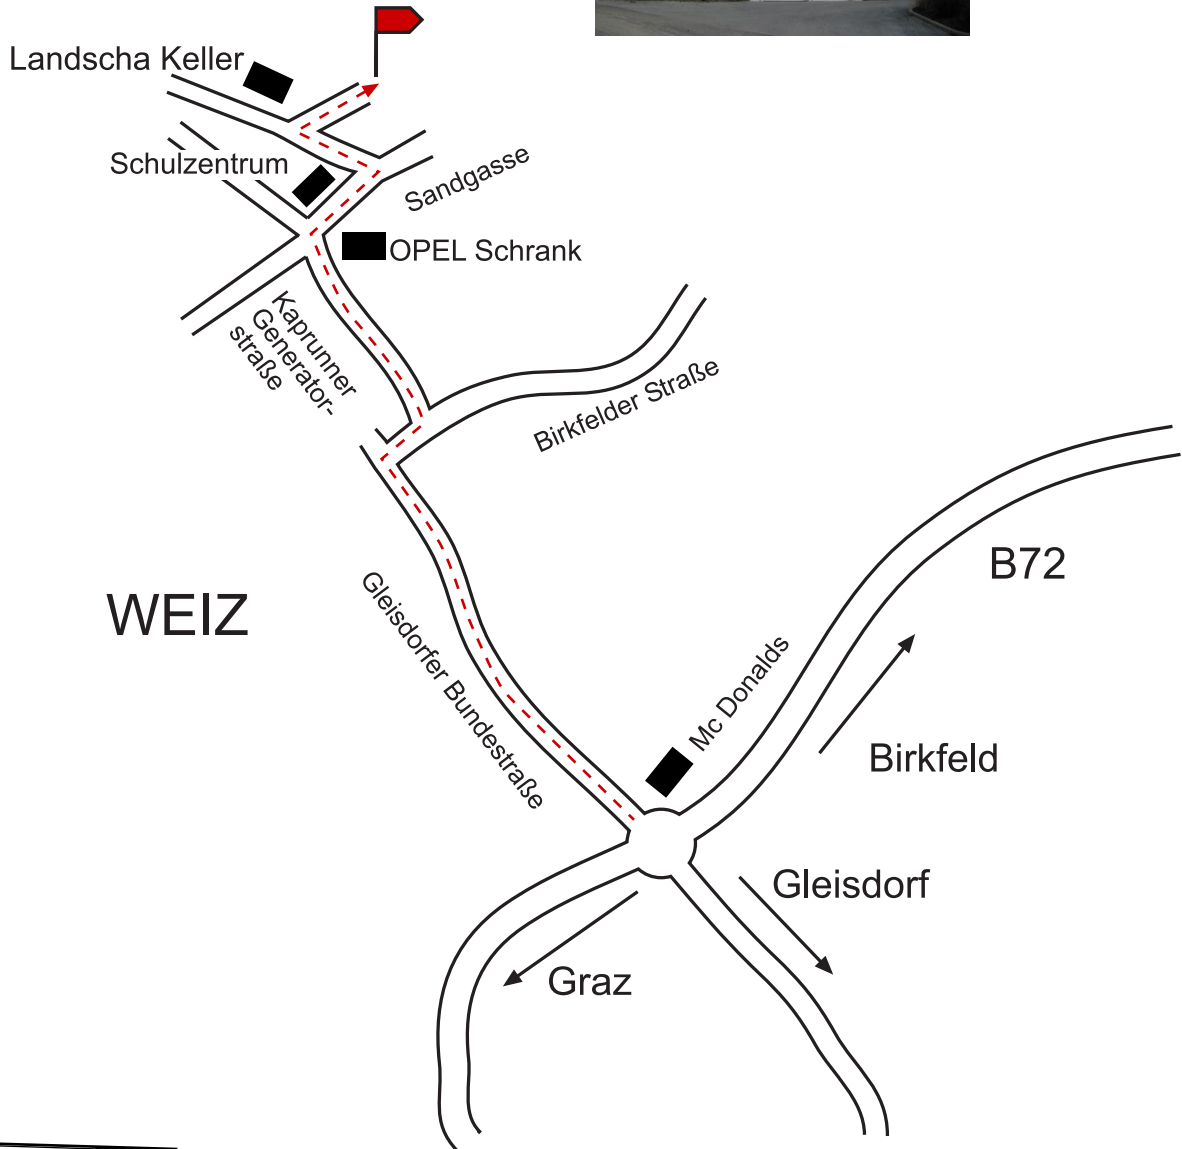 Landscha Keller
Schulzentrum
Sandgasse
OPEL Schrank
Kaprunner
Generator-
straße
Birkfelder Straße
B72
WEIZ
Gleisdorfer Bundestraße
Mc Donalds
Birkfeld
Gleisdorf
Graz